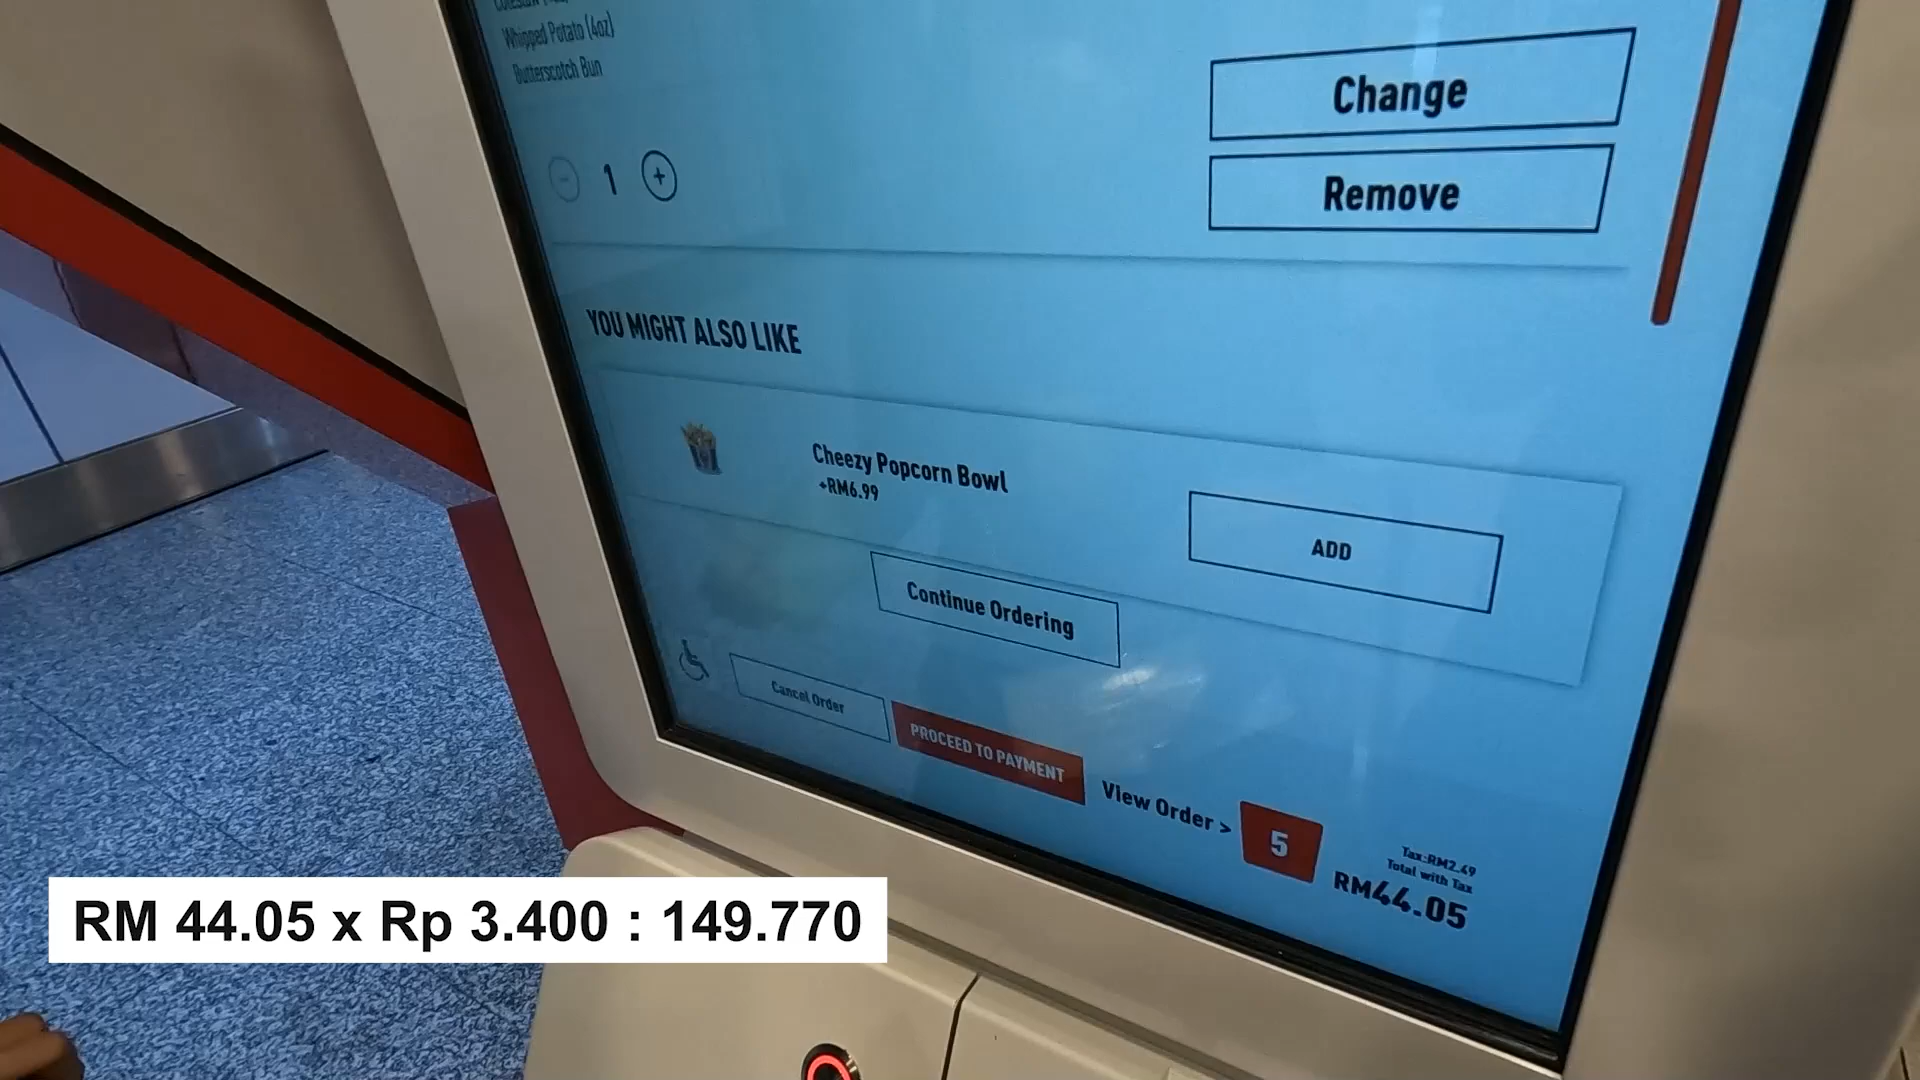 Whipped Potato (4oz)
Butterscotch Bun
Change
- 1 +
Remove
YOU MIGHT ALSO LIKE
Cheezy Popcorn Bowl
+RM6.99
ADD
Continue Ordering
Cancel Order
PROCEED TO PAYMENT
View Order >
5
Tax:RM2.49
Total with Tax
RM44.05
RM 44.05 x Rp 3.400 : 149.770